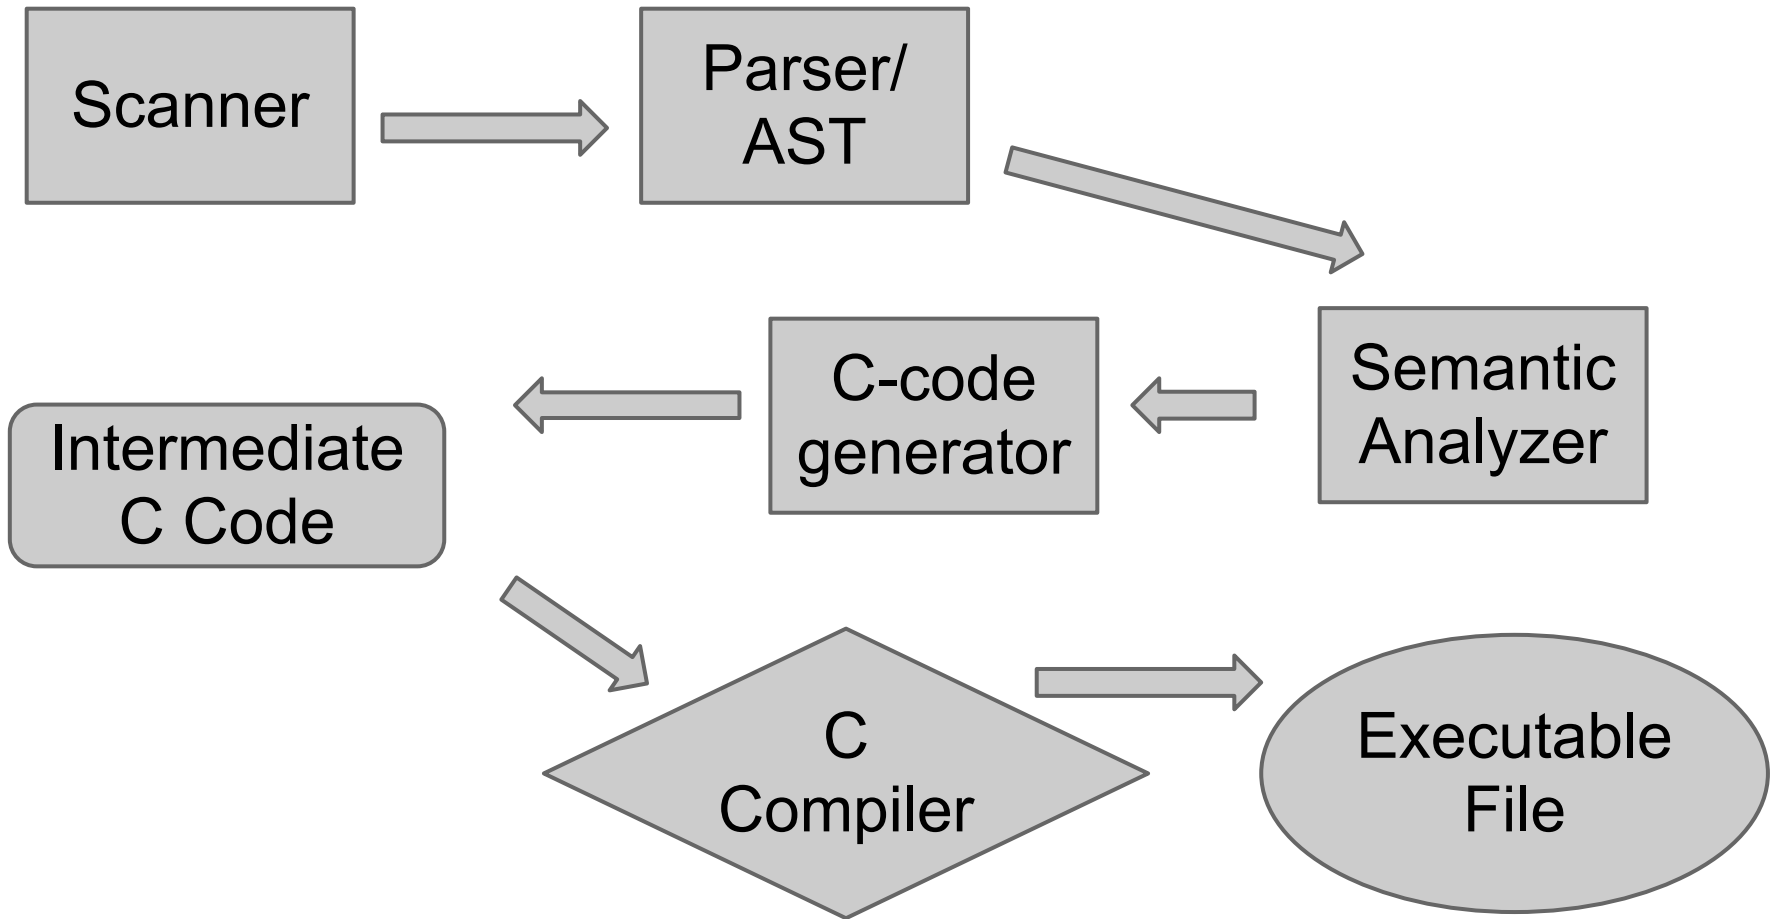 Scanner
Parser/
AST
Semantic
Analyzer
C-code
generator
Intermediate
C Code
C
Compiler
Executable
File